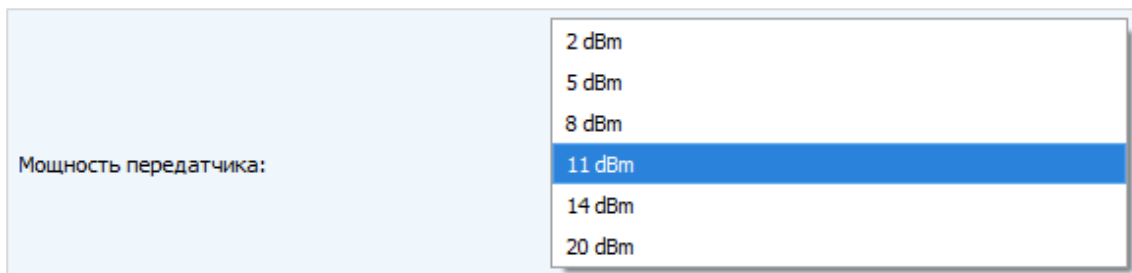 Мощность передатчика:
2 dBm
5 dBm
8 dBm
11 dBm
14 dBm
20 dBm